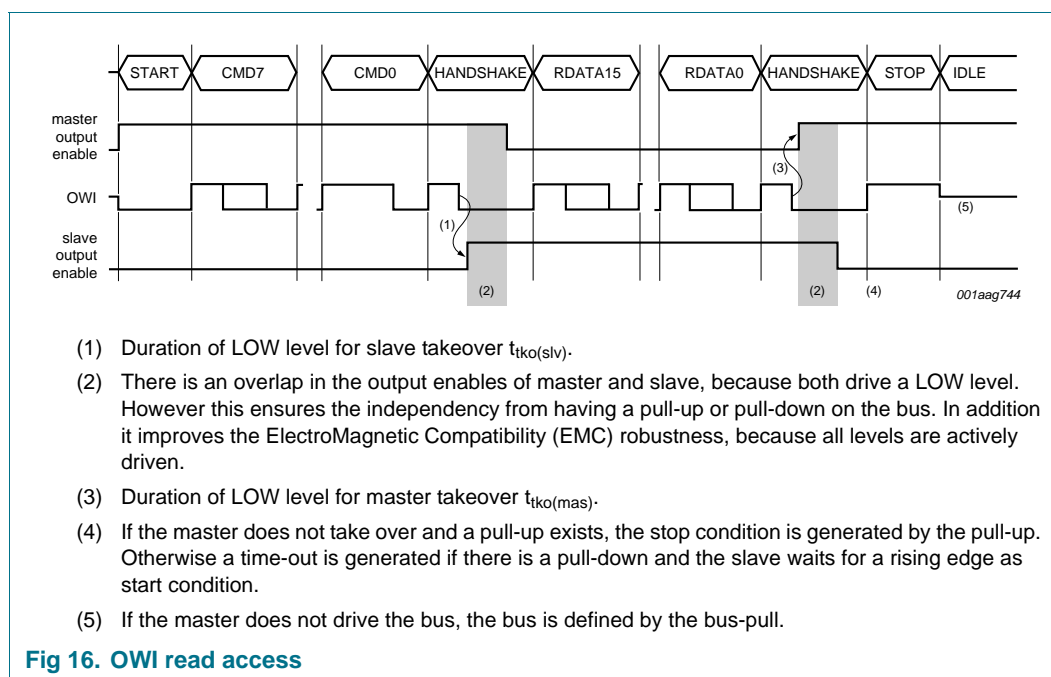 START CMD7 CMD0 HANDSHAKE RDATA15 RDATA0 HANDSHAKE STOP IDLE
master
output
enable
(3)
OWI
(5)
(1)
slave
output
enable
(2) (2) (4)
001aag744
(1) Duration of LOW level for slave takeover ttko(slv).
(2) There is an overlap in the output enables of master and slave, because both drive a LOW level.
However this ensures the independency from having a pull-up or pull-down on the bus. In addition
it improves the ElectroMagnetic Compatibility (EMC) robustness, because all levels are actively
driven.
(3) Duration of LOW level for master takeover ttko(mas).
(4) If the master does not take over and a pull-up exists, the stop condition is generated by the pull-up.
Otherwise a time-out is generated if there is a pull-down and the slave waits for a rising edge as
start condition.
(5) If the master does not drive the bus, the bus is defined by the bus-pull.
Fig 16. OWI read access